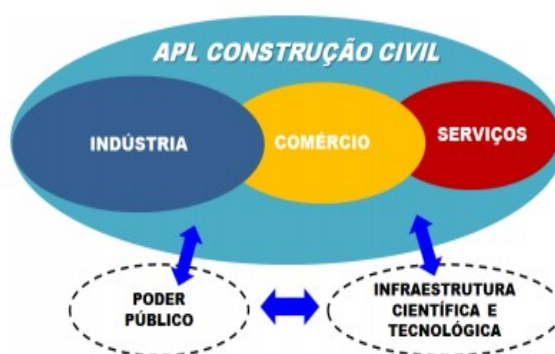 APL CONSTRUÇÃO CIVIL
INDÚSTRIA
COMÉRCIO
SERVIÇOS
PODER
PÚBLICO
INFRAESTRUTURA
CIENTÍFICA E
TECNOLÓGICA